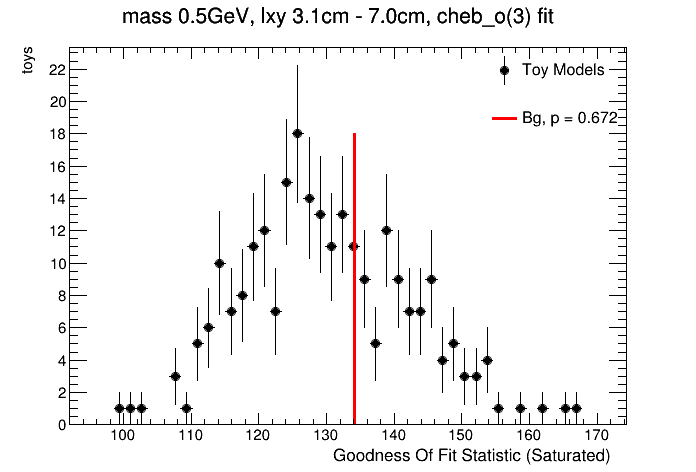 mass 0.5GeV, lxy 3.1cm - 7.0cm, cheb_o(3) fit
toys
Toy Models
Bg, p = 0.672
22
20
18
16
14
12
10
8
6
4
2
0
100 110 120 130 140 150 160 170
Goodness Of Fit Statistic (Saturated)